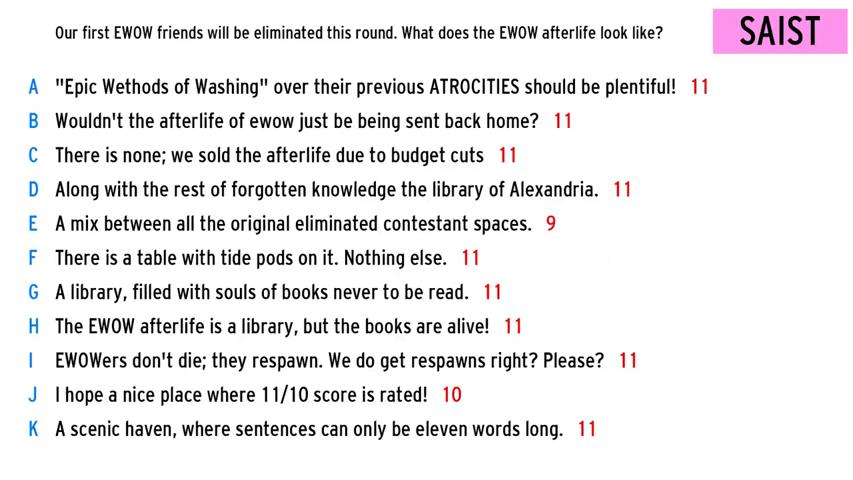 Our first EWOW friends will be eliminated this round. What does the EWOW afterlife look like?
SAIST
A "Epic Wethods of Washing" over their previous ATROCITIES should be plentiful! 11
B Wouldn't the afterlife of ewow just be being sent back home? 11
C There is none; we sold the afterlife due to budget cuts 11
D Along with the rest of forgotten knowledge the library of Alexandria. 11
E A mix between all the original eliminated contestant spaces. 9
F There is a table with tide pods on it. Nothing else. 11
G A library, filled with souls of books never to be read. 11
H The EWOW afterlife is a library, but the books are alive! 11
I EWOWers don't die; they respawn. We do get respawns right? Please? 11
J I hope a nice place where 11/10 score is rated! 10
K A scenic haven, where sentences can only be eleven words long. 11